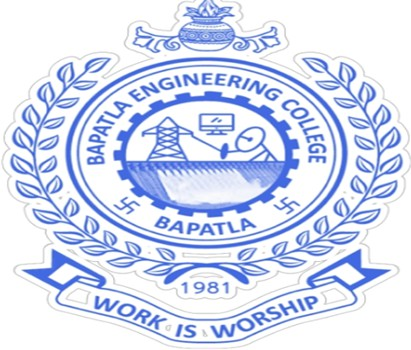 BAPATLA ENGINEERING COLLEGE
BAPATLA
1981
WORK IS WORSHIP